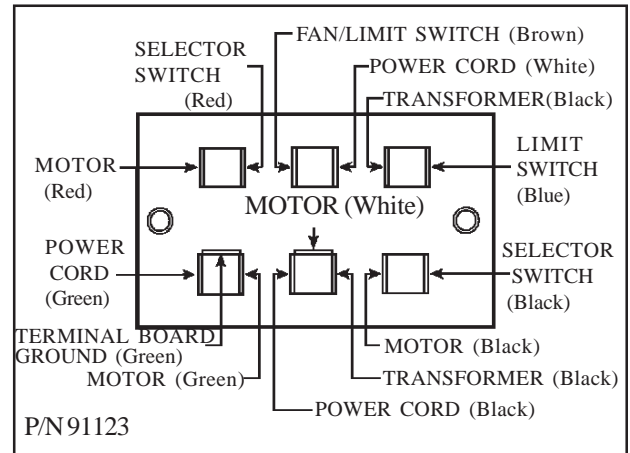 FAN/LIMIT SWITCH (Brown)
SELECTOR
SWITCH
(Red)
POWER CORD (White)
TRANSFORMER(Black)
MOTOR
(Red)
LIMIT
SWITCH
(Blue)
MOTOR (White)
POWER
CORD
(Green)
SELECTOR
SWITCH
(Black)
TERMINAL BOARD
GROUND (Green)
MOTOR (Green)
MOTOR (Black)
TRANSFORMER (Black)
POWER CORD (Black)
P/N 91123